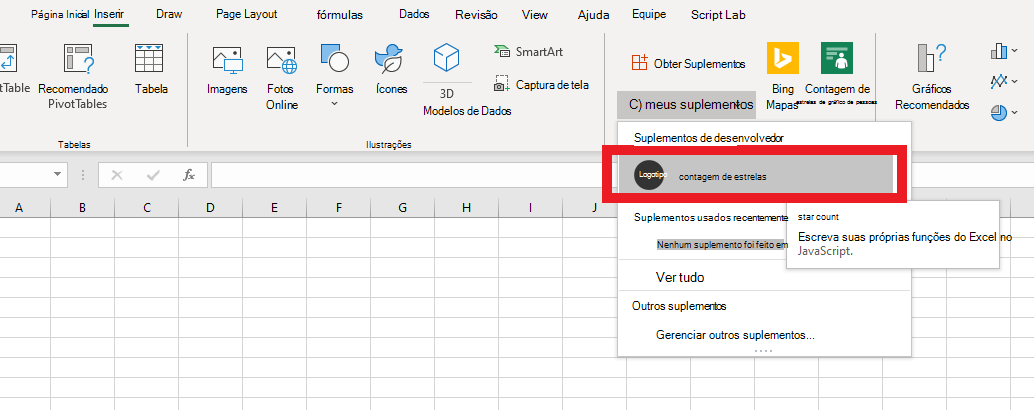 Página Inicial Inserir Draw Page Layout fórmulas Dados Revisão View Ajuda Equipe Script Lab
Table
Recomendado
PivotTables
Tabela
Imagens
Fotos
Online
Formas
Ícones
3D
Modelos de Dados
SmartArt
Captura de tela
Obter Suplementos
C) meus suplementos
Bing
Mapas
Contagem de
estrelas de gráfico de pessoas
Gráficos
Recomendados
Tabelas
Ilustrações
Suplementos de desenvolvedor
Logotipo
contagem de estrelas
Suplementos usados recentemente
Nenhum suplemento foi feito em
star count
Escreva suas próprias funções do Excel no
JavaScript.
Ver tudo
Outros suplementos
Gerenciar outros suplementos...
fx
A B C D E F G H I J